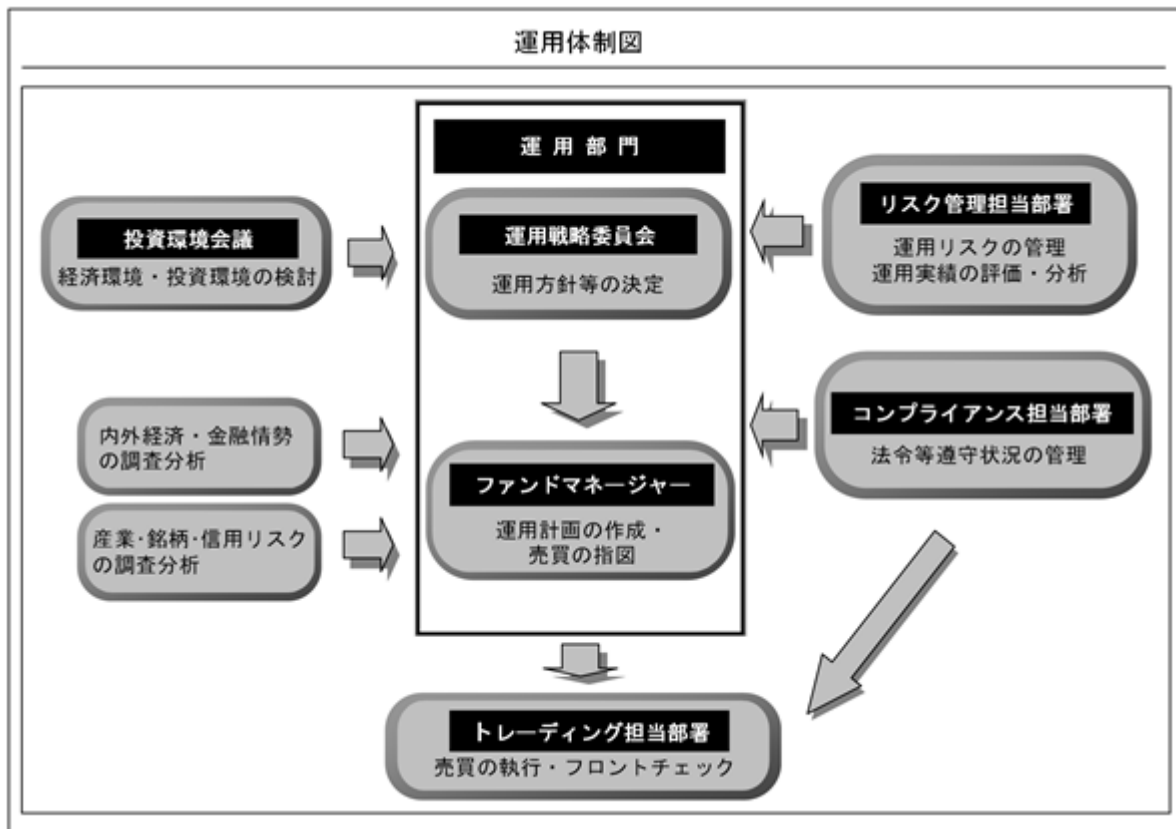 運用体制図
運用部門
投資環境会議
経済環境・投資環境の検討
運用戦略委員会
運用方針等の決定
リスク管理担当部署
運用リスクの管理
運用実績の評価・分析
内外経済・金融情勢
の調査分析
産業・銘柄・信用リスク
の調査分析
ファンドマネージャー
運用計画の作成・
売買の指図
コンプライアンス担当部署
法令等遵守状況の管理
トレーディング担当部署
売買の執行・フロントチェック